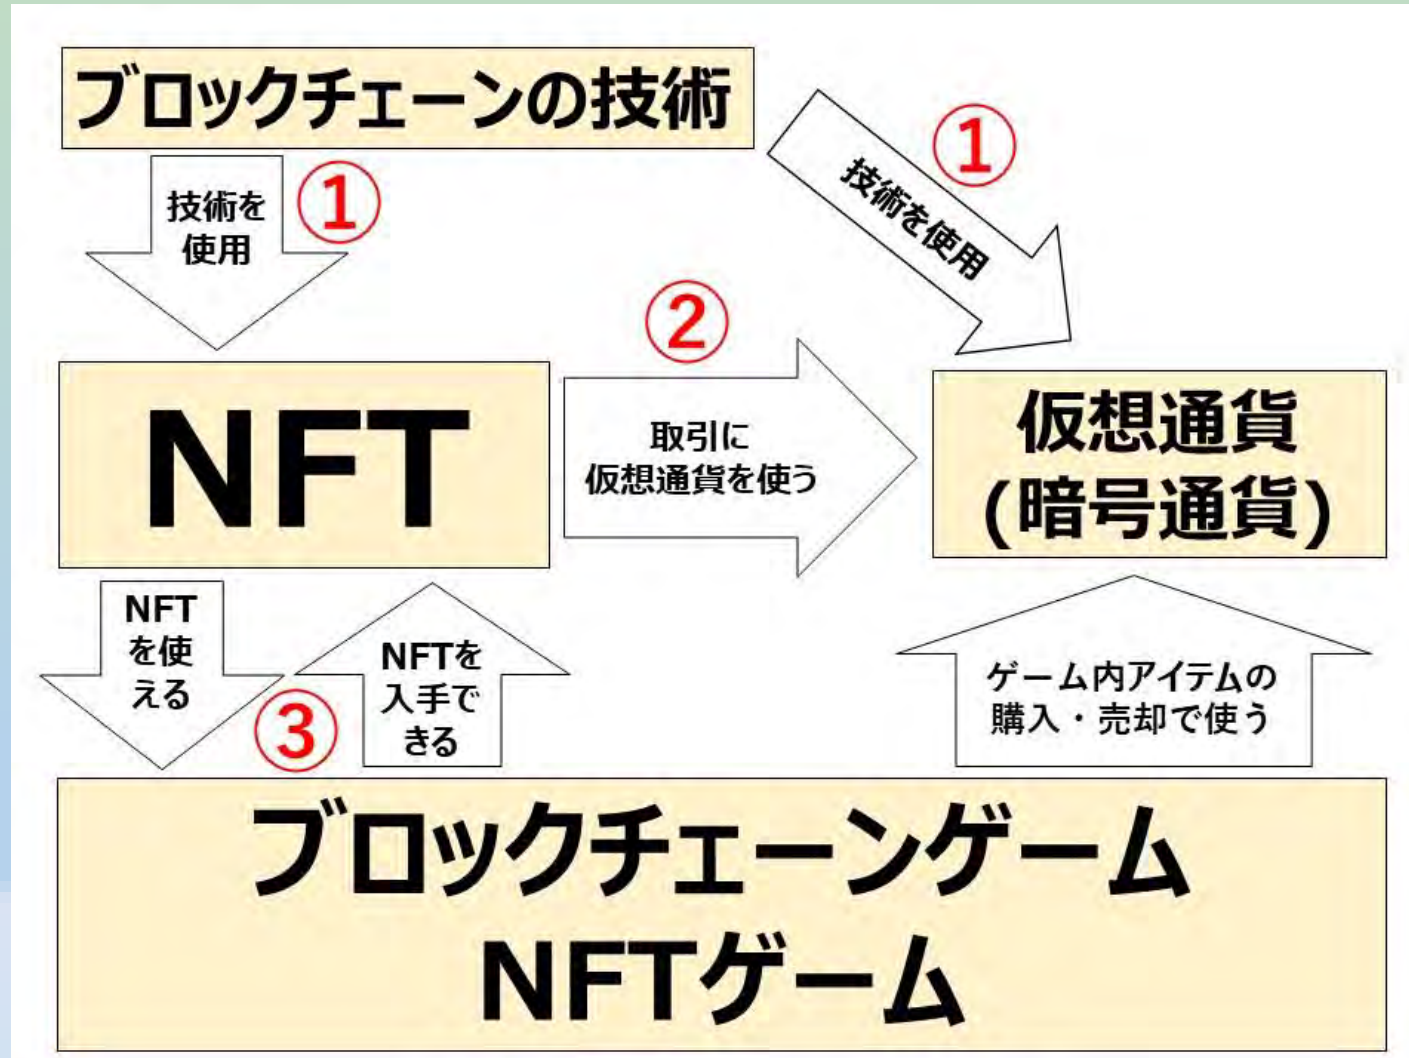 ブロックチェーンの技術
①
技術を
使用
①
技術を使用
②
NFT
取引に
仮想通貨を使う
仮想通貨
(暗号通貨)
NFT
を使
える
③
NFTを
入手で
きる
ゲーム内アイテムの
購入・売却で使う
ブロックチェーンゲーム
NFTゲーム